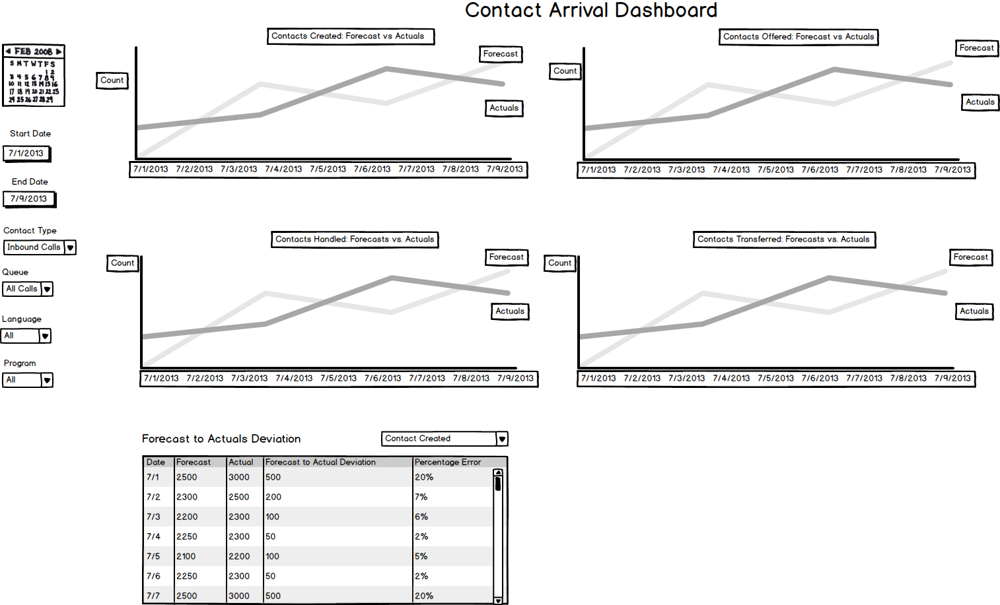 Contact Arrival Dashboard
FEB 2008
S M T W T F S
1 2
3 4 5 6 7 8 9
10 11 12 13 14 15 16
17 18 19 20 21 22 23
24 25 26 27 28 29
Start Date
7/1/2013
End Date
7/9/2013
Contact Type
Inbound Calls
Queue
All Calls
Language
All
Program
All
Contacts Created: Forecast vs Actuals
Forecast
Count
Actuals
7/1/2013 7/2/2013 7/3/2013 7/4/2013 7/5/2013 7/6/2013 7/7/2013 7/8/2013 7/9/2013
Contacts Offered: Forecast vs Actuals
Forecast
Count
Actuals
7/1/2013 7/2/2013 7/3/2013 7/4/2013 7/5/2013 7/6/2013 7/7/2013 7/8/2013 7/9/2013
Contacts Handled: Forecasts vs. Actuals
Forecast
Count
Actuals
7/1/2013 7/2/2013 7/3/2013 7/4/2013 7/5/2013 7/6/2013 7/7/2013 7/8/2013 7/9/2013
Contacts Transferred: Forecasts vs. Actuals
Forecast
Count
Actuals
7/1/2013 7/2/2013 7/3/2013 7/4/2013 7/5/2013 7/6/2013 7/7/2013 7/8/2013 7/9/2013
Forecast to Actuals Deviation
Contact Created
Date Forecast Actual Forecast to Actual Deviation Percentage Error
7/1 2500 3000 500 20%
7/2 2300 2500 200 7%
7/3 2200 2300 100 6%
7/4 2250 2300 50 2%
7/5 2100 2200 100 5%
7/6 2250 2300 50 2%
7/7 2500 3000 500 20%